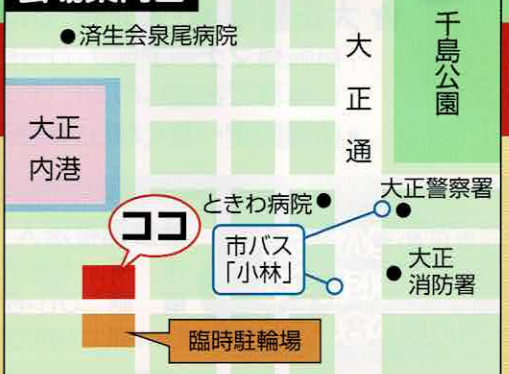 済生会泉尾病院
大正通
千島公園
大正
内港
ときわ病院
大正警察署
ココ
市バス
「小林」
大正
消防署
臨時駐輪場